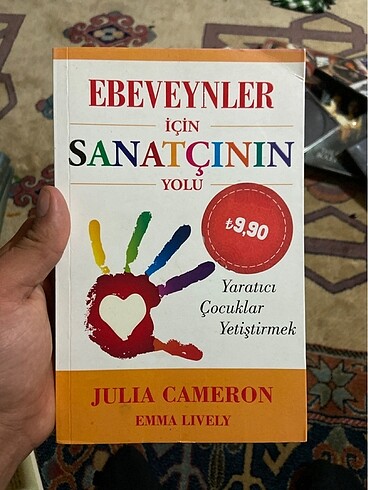 EBEVEYNLER
İÇİN
SANATÇININ
YOLU
₺9,90
Yaratıcı
Çocuklar
Yetiştirmek
JULIA CAMERON
EMMA LIVELY